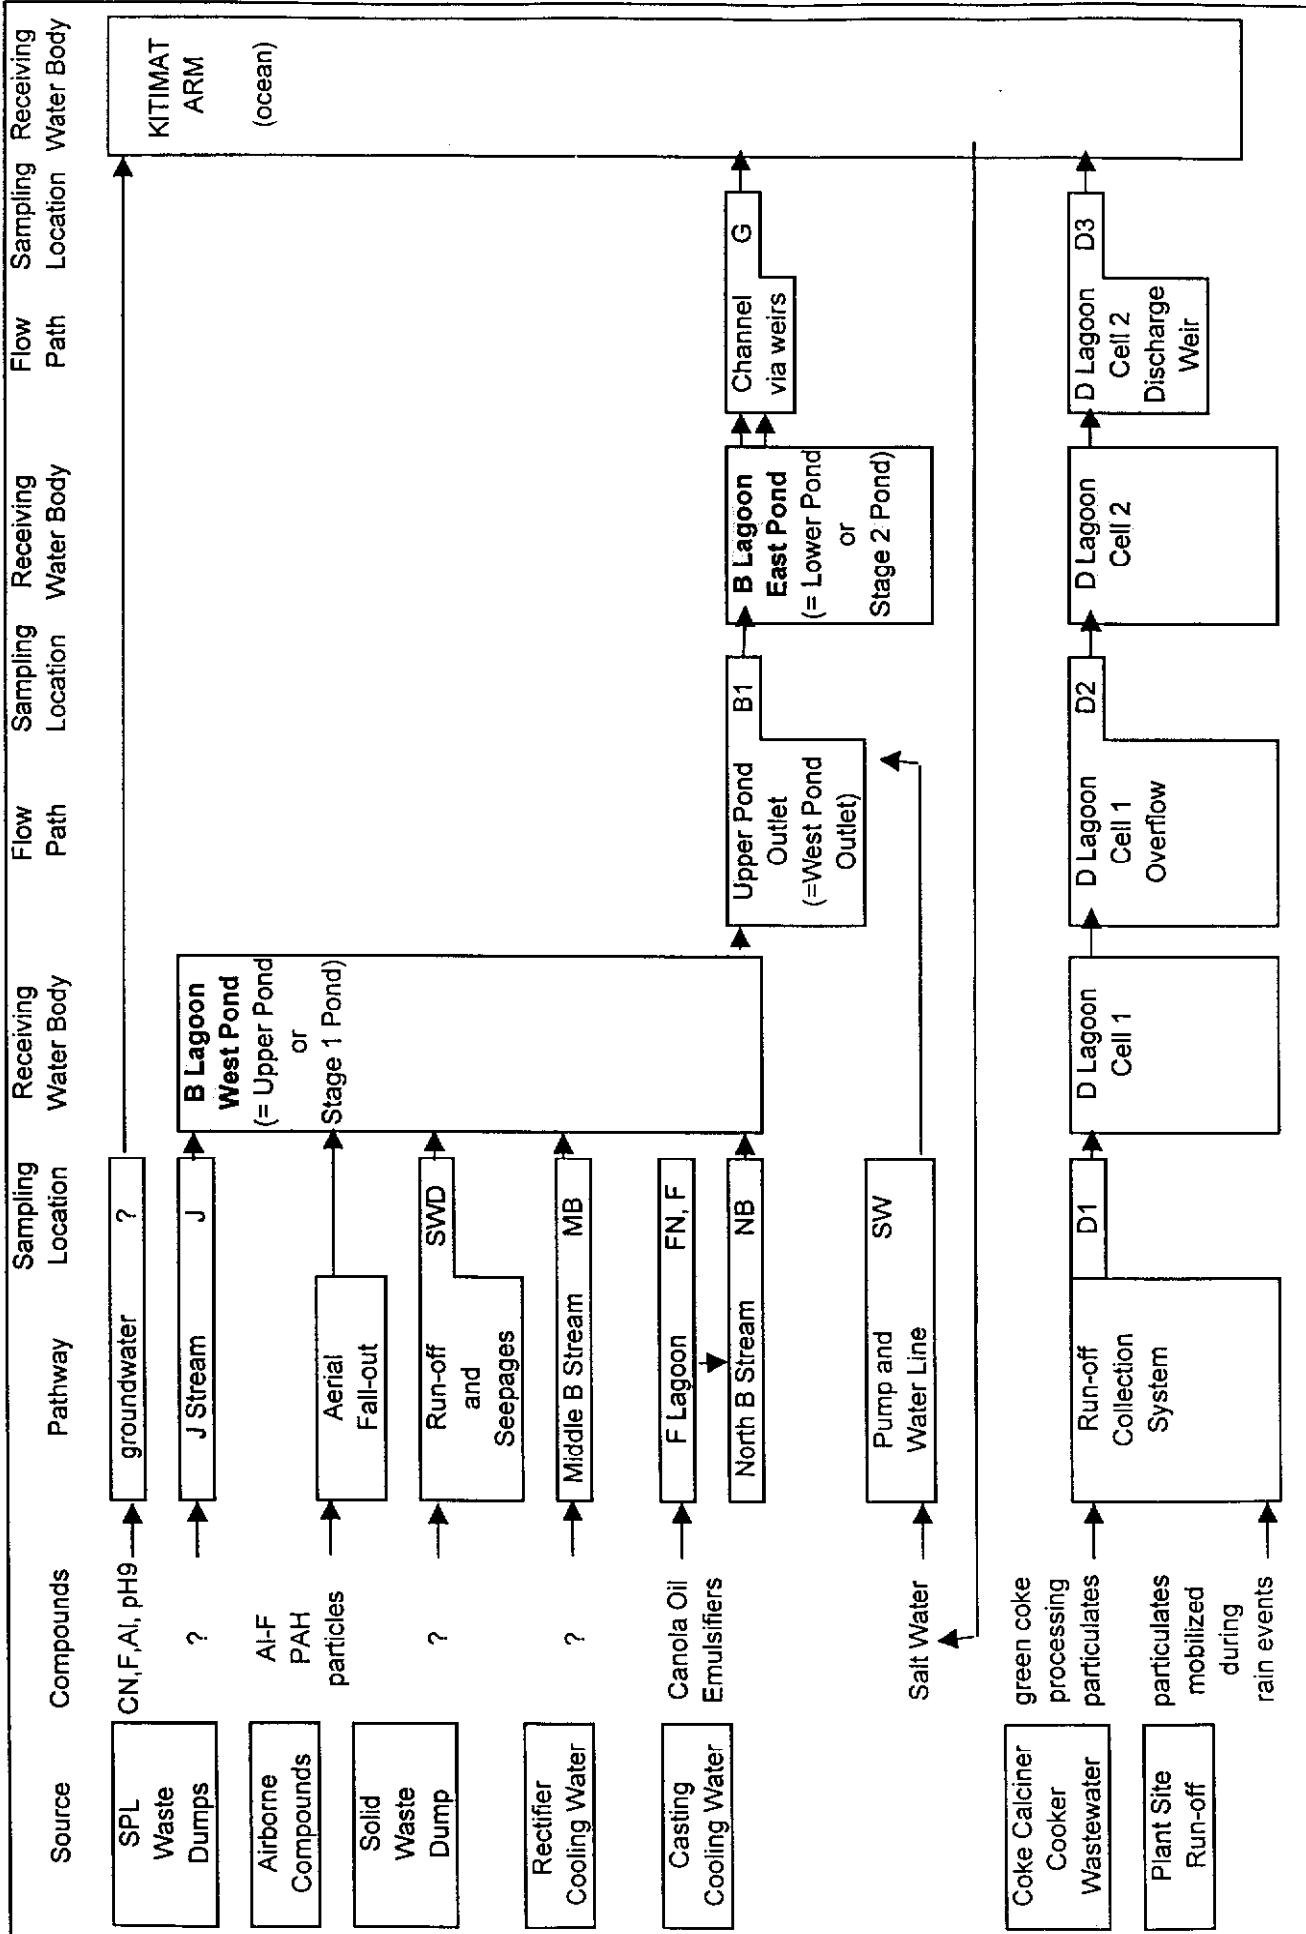 Source
Compounds
Pathway
Sampling
Location
Receiving
Water Body
Flow
Path
Sampling
Location
Receiving
Water Body
Flow
Path
Sampling
Location
Receiving
Water Body
SPL
Waste
Dumps
CN,F,Al, pH9
groundwater ?
?
J Stream J
Airborne
Compounds
Al-F
PAH
particles
Aerial
Fall-out
Solid
Waste
Dump
?
Run-off SWD
and
Seepages
Rectifier
Cooling Water
?
Middle B Stream MB
Casting
Cooling Water
Canola Oil
Emulsifiers
F Lagoon FN, F
North B Stream NB
B Lagoon
West Pond
(= Upper Pond
or
Stage 1 Pond)
Upper Pond B1
Outlet
(=West Pond
Outlet)
B Lagoon
East Pond
(= Lower Pond
or
Stage 2 Pond)
Channel G
via weirs
KITIMAT
ARM
(ocean)
Salt Water
Pump and SW
Water Line
Coke Calciner
Cooker
Wastewater
green coke
processing
particulates
Plant Site
Run-off
particulates
mobilized
during
rain events
Run-off D1
Collection
System
D Lagoon
Cell 1
D Lagoon D2
Cell 1
Overflow
D Lagoon
Cell 2
D Lagoon D3
Cell 2
Discharge
Weir